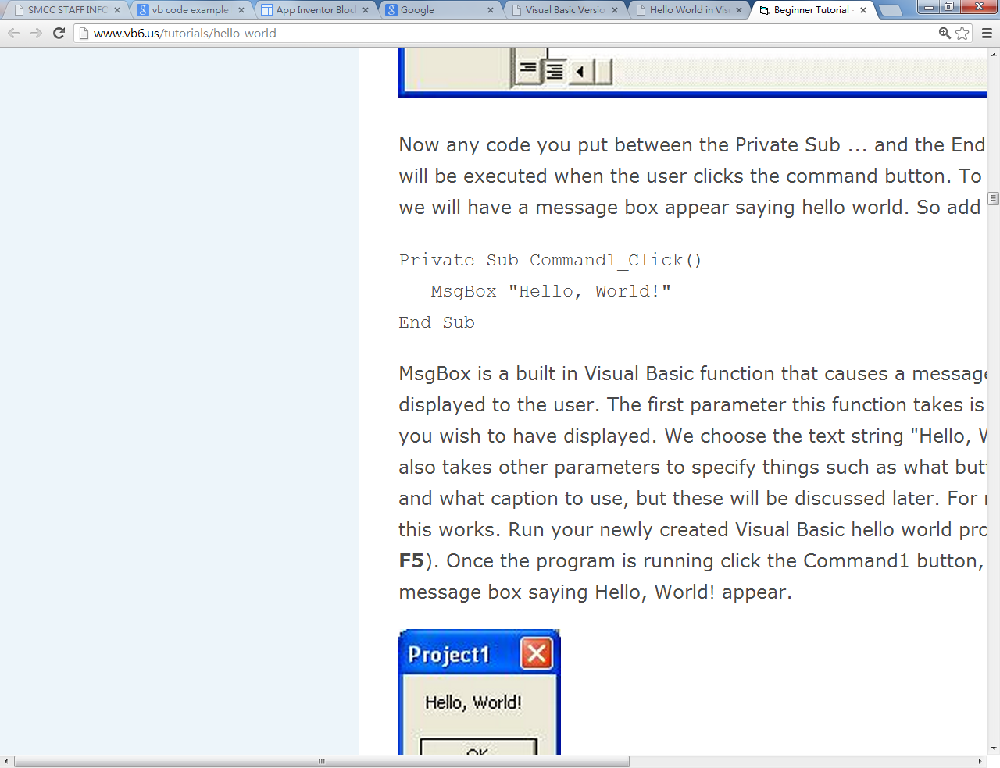 SMCC STAFF INFO
vb code example
App Inventor Bloc
Google
Visual Basic Versio
Hello World in Vis
Beginner Tutorial
www.vb6.us/tutorials/hello-world
Now any code you put between the Private Sub ... and the End
will be executed when the user clicks the command button. To
we will have a message box appear saying hello world. So add
Private Sub Command1_Click()
MsgBox "Hello, World!"
End Sub
MsgBox is a built in Visual Basic function that causes a messag
displayed to the user. The first parameter this function takes is
you wish to have displayed. We choose the text string "Hello, W
also takes other parameters to specify things such as what but
and what caption to use, but these will be discussed later. For
this works. Run your newly created Visual Basic hello world pro
F5). Once the program is running click the Command1 button,
message box saying Hello, World! appear.
Project1
Hello, World!
OK